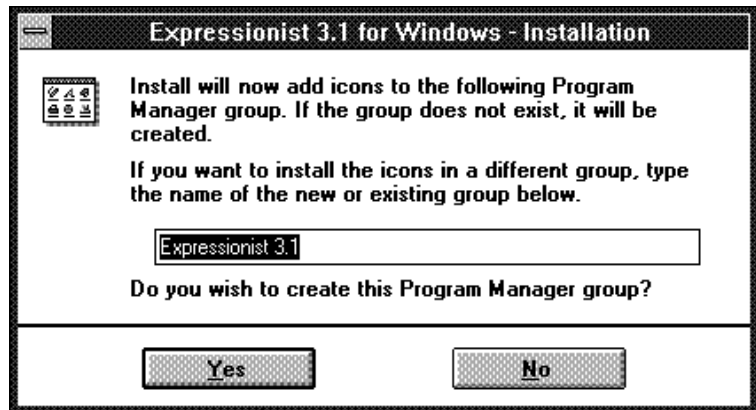 Expressionist 3.1 for Windows - Installation
Install will now add icons to the following Program
Manager group. If the group does not exist, it will be
created.
If you want to install the icons in a different group, type
the name of the new or existing group below.
Expressionist 3.1
Do you wish to create this Program Manager group?
Yes
No